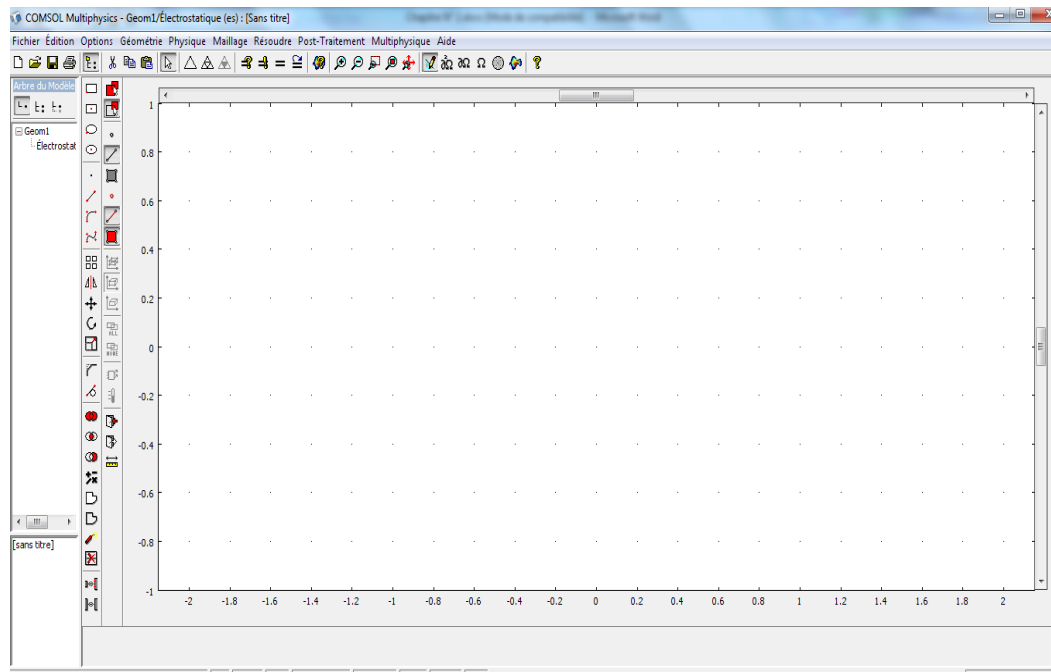 COMSOL Multiphysics - Geom1/Électrostatique (es) : [Sans titre]
Fichier Édition Options Géométrie Physique Maillage Résoudre Post-Traitement Multiphysique Aide
Arbre du Modèle
Geom1
Électrostat
[sans titre]
1
0.8
0.6
0.4
0.2
0
-0.2
-0.4
-0.6
-0.8
-1
-2 -1.8 -1.6 -1.4 -1.2 -1 -0.8 -0.6 -0.4 -0.2 0 0.2 0.4 0.6 0.8 1 1.2 1.4 1.6 1.8 2